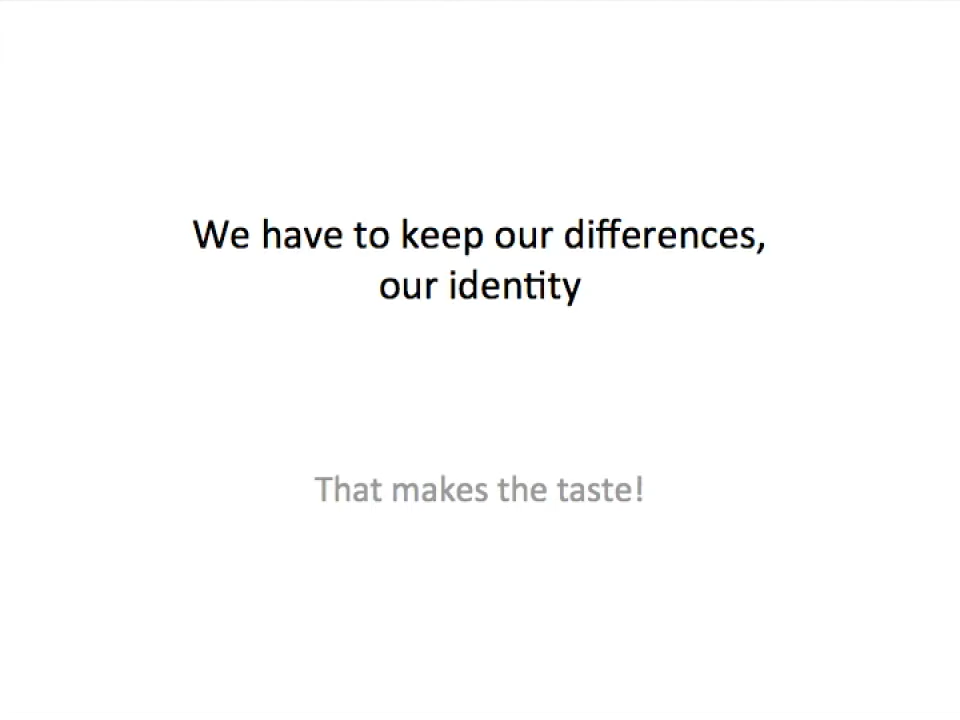 We have to keep our differences,
our identity
That makes the taste!